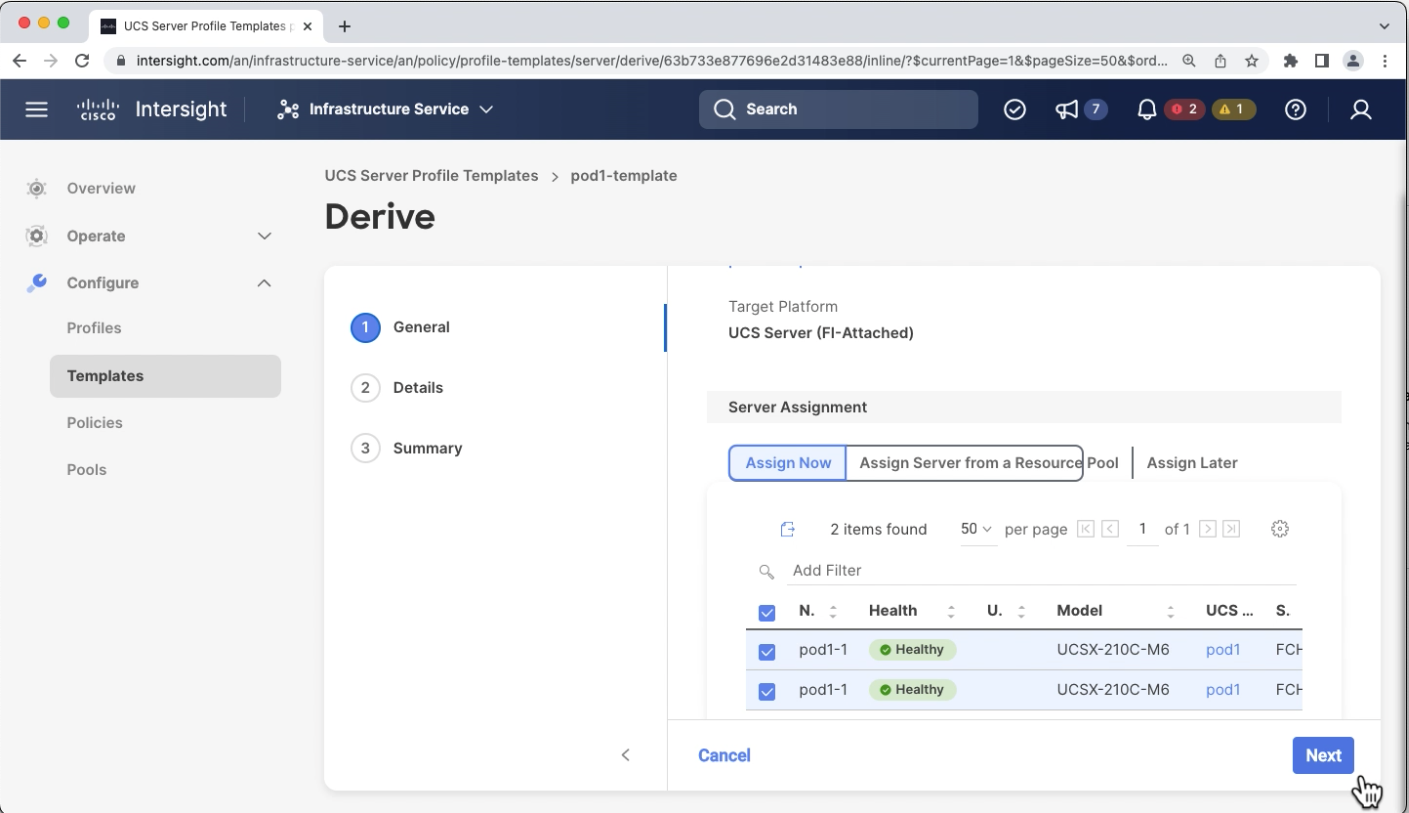 UCS Server Profile Templates
intersight.com/an/infrastructure-service/an/policy/profile-templates/server/derive/63b733e877696e2d31483e88/inline/?$currentPage=1&$pageSize=50&$ord...
cisco Intersight Infrastructure Service Search 7 2 1
Overview
Operate
Configure
Profiles
Templates
Policies
Pools
UCS Server Profile Templates > pod1-template
Derive
1 General
2 Details
3 Summary
Target Platform
UCS Server (FI-Attached)
Server Assignment
Assign Now Assign Server from a Resource Pool Assign Later
2 items found 50 per page 1 of 1
Add Filter
N. Health U. Model UCS ... S.
pod1-1 Healthy UCSX-210C-M6 pod1 FCH
pod1-1 Healthy UCSX-210C-M6 pod1 FCH
Cancel Next